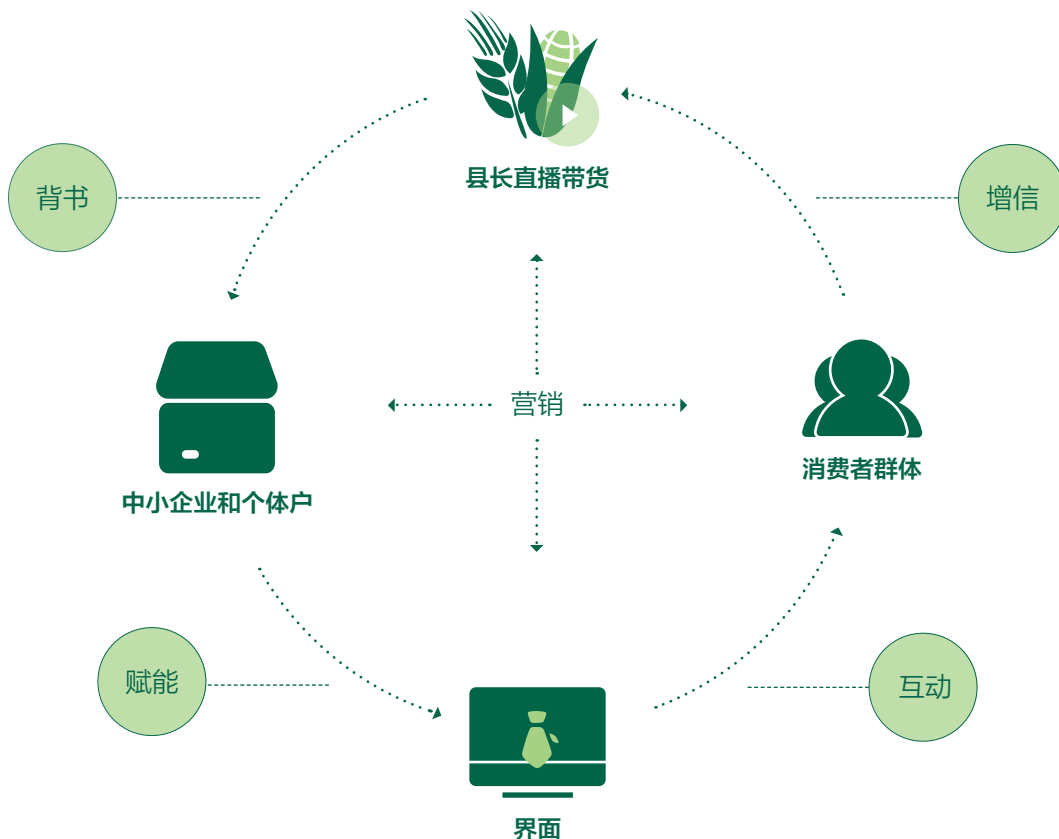 县长直播带货
背书
增信
营销
中小企业和个体户
消费者群体
赋能
互动
界面